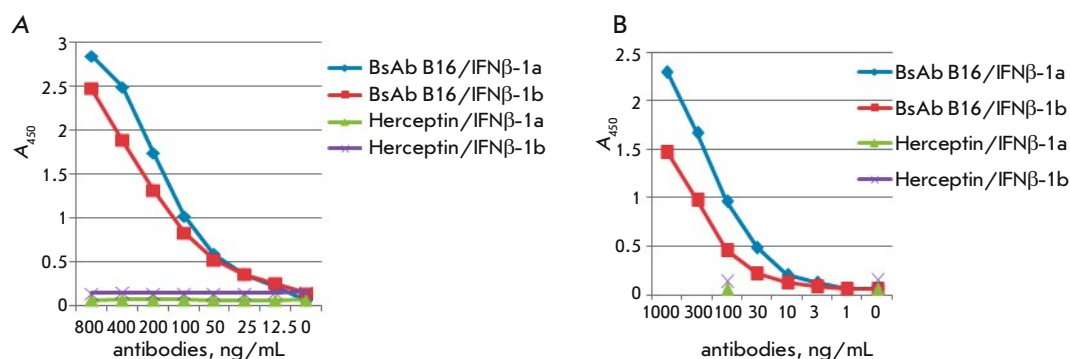 A
3
2.5
2
1.5
1
0.5
0
A450
800 400 200 100 50 25 12.5 0
antibodies, ng/mL
BsAb B16/IFNβ-1a
BsAb B16/IFNβ-1b
Herceptin/IFNβ-1a
Herceptin/IFNβ-1b
B
2.5
2
1.5
1
0.5
0
A450
1000 300 100 30 10 3 1 0
antibodies, ng/mL
BsAb B16/IFNβ-1a
BsAb B16/IFNβ-1b
Herceptin/IFNβ-1a
Herceptin/IFNβ-1b